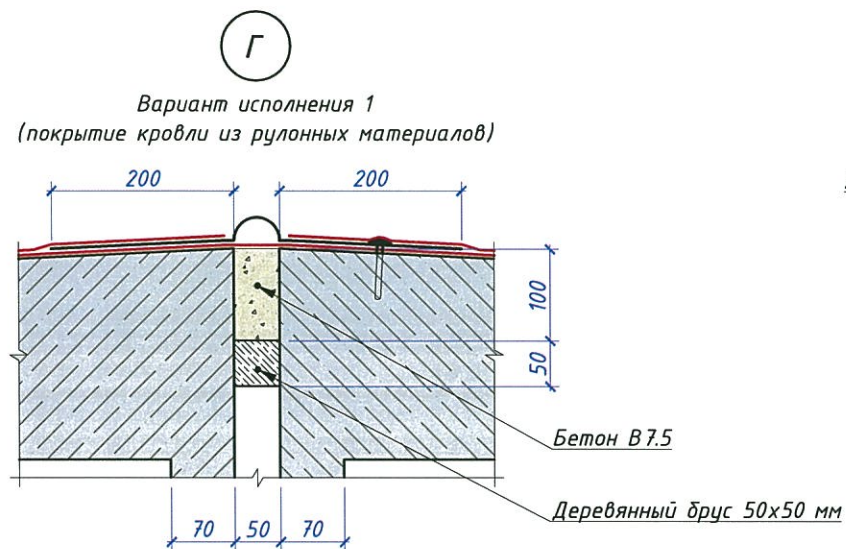 Г
Вариант исполнения 1
(покрытие кровли из рулонных материалов)
200
200
100
50
Бетон В7.5
Деревянный брус 50х50 мм
70
50
70